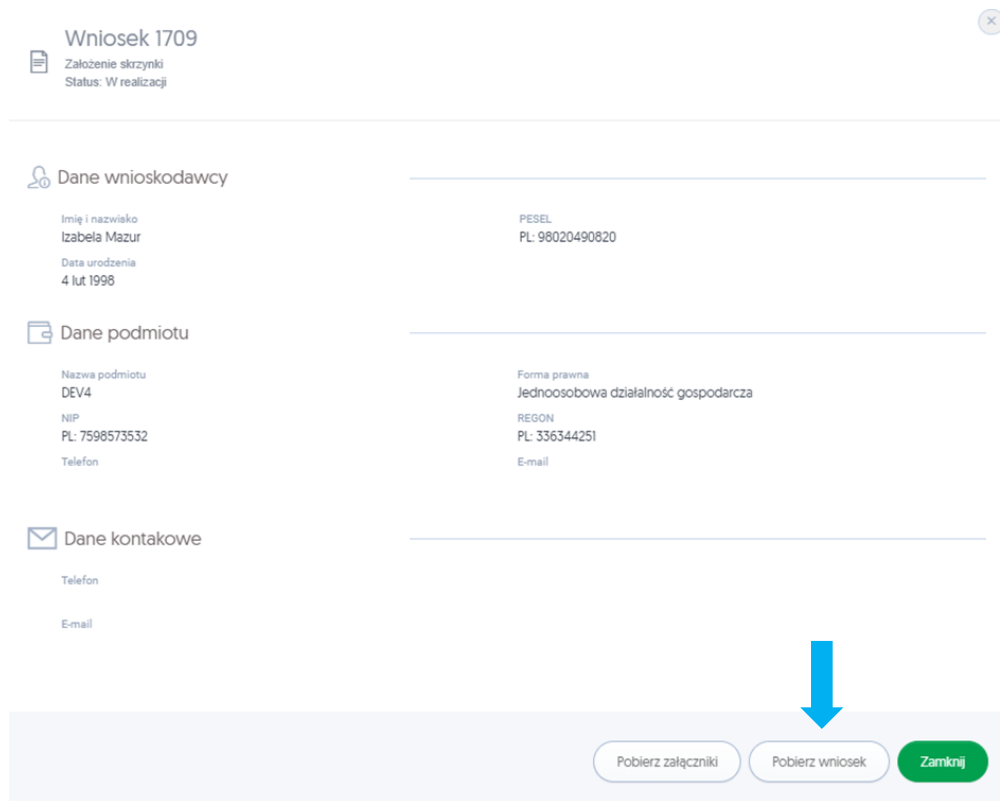 Wniosek 1709
Założenie skrzynki
Status: W realizacji
Dane wnioskodawcy
Imię i nazwisko
Izabela Mazur
PESEL
PL: 98020490820
Data urodzenia
4 lut 1998
Dane podmiotu
Nazwa podmiotu
DEV4
Forma prawna
Jednoosobowa działalność gospodarcza
NIP
PL: 7598573532
REGON
PL: 336344251
Telefon
E-mail
Dane kontakowe
Telefon
E-mail
Pobierz załączniki
Pobierz wniosek
Zamknij